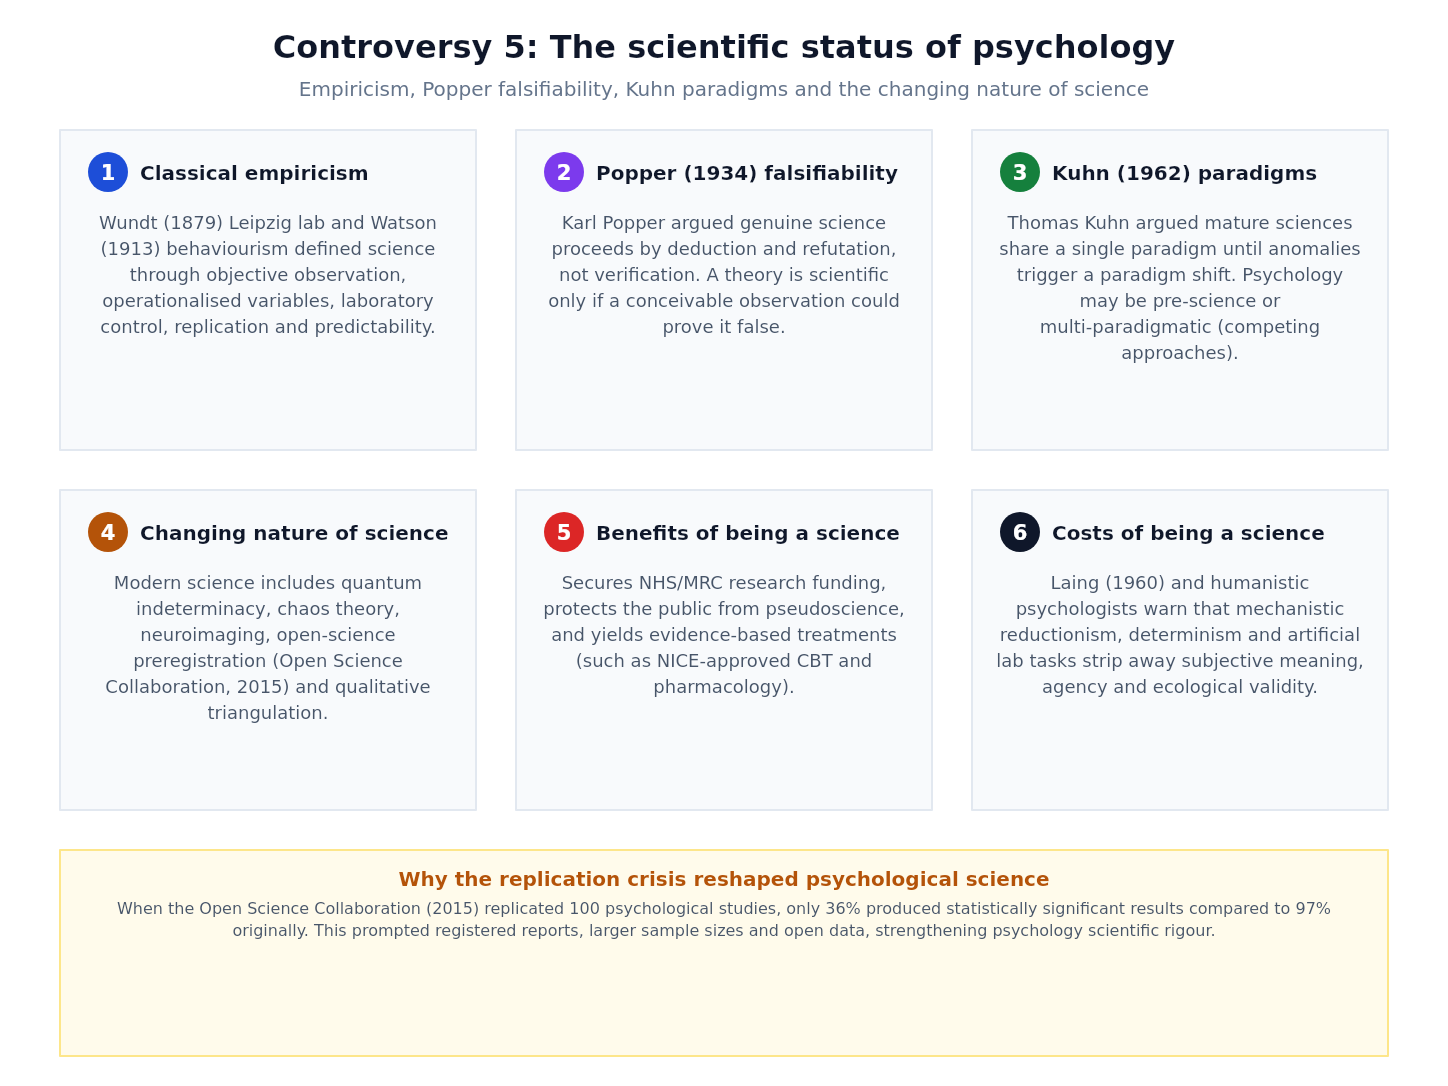 Controversy 5: The scientific status of psychology
Empiricism, Popper falsifiability, Kuhn paradigms and the changing nature of science
1 Classical empiricism
Wundt (1879) Leipzig lab and Watson
(1913) behaviourism defined science
through objective observation,
operationalised variables, laboratory
control, replication and predictability.
2 Popper (1934) falsifiability
Karl Popper argued genuine science
proceeds by deduction and refutation,
not verification. A theory is scientific
only if a conceivable observation could
prove it false.
3 Kuhn (1962) paradigms
Thomas Kuhn argued mature sciences
share a single paradigm until anomalies
trigger a paradigm shift. Psychology
may be pre-science or
multi-paradigmatic (competing
approaches).
4 Changing nature of science
Modern science includes quantum
indeterminacy, chaos theory,
neuroimaging, open-science
preregistration (Open Science
Collaboration, 2015) and qualitative
triangulation.
5 Benefits of being a science
Secures NHS/MRC research funding,
protects the public from pseudoscience,
and yields evidence-based treatments
(such as NICE-approved CBT and
pharmacology).
6 Costs of being a science
Laing (1960) and humanistic
psychologists warn that mechanistic
reductionism, determinism and artificial
lab tasks strip away subjective meaning,
agency and ecological validity.
Why the replication crisis reshaped psychological science
When the Open Science Collaboration (2015) replicated 100 psychological studies, only 36% produced statistically significant results compared to 97%
originally. This prompted registered reports, larger sample sizes and open data, strengthening psychology scientific rigour.